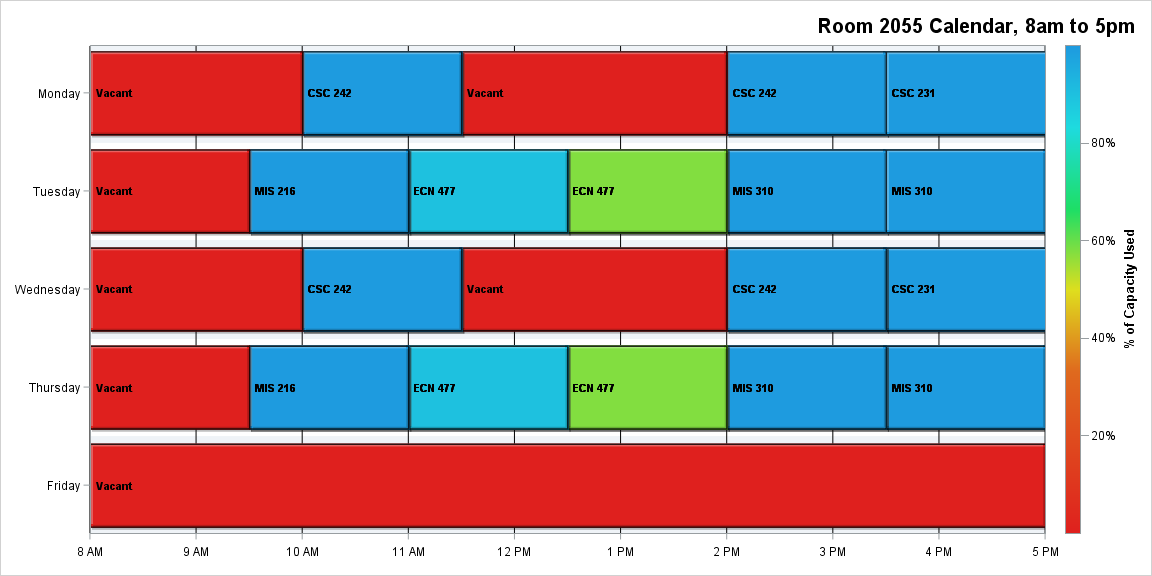 Room 2055 Calendar, 8am to 5pm
Monday
Vacant
CSC 242
Vacant
CSC 242
CSC 231
Tuesday
Vacant
MIS 216
ECN 477
ECN 477
MIS 310
MIS 310
Wednesday
Vacant
CSC 242
Vacant
CSC 242
CSC 231
Thursday
Vacant
MIS 216
ECN 477
ECN 477
MIS 310
MIS 310
Friday
Vacant
8 AM
9 AM
10 AM
11 AM
12 PM
1 PM
2 PM
3 PM
4 PM
5 PM
80%
60%
40%
20%
% of Capacity Used